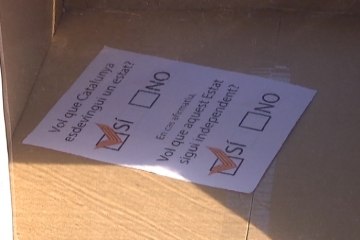 Vol que Catalunya
esdevingui un estat?
SÍ NO
En cas afirmatiu,
Vol que aquest Estat
sigui independent?
SÍ NO